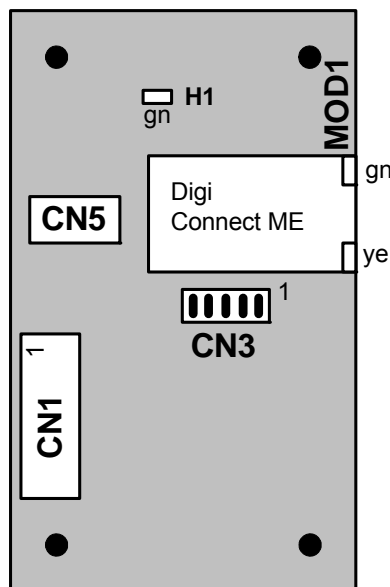 H1
gn
MOD1
gn
Digi
Connect ME
CN5
ye
1
CN3
1
CN1